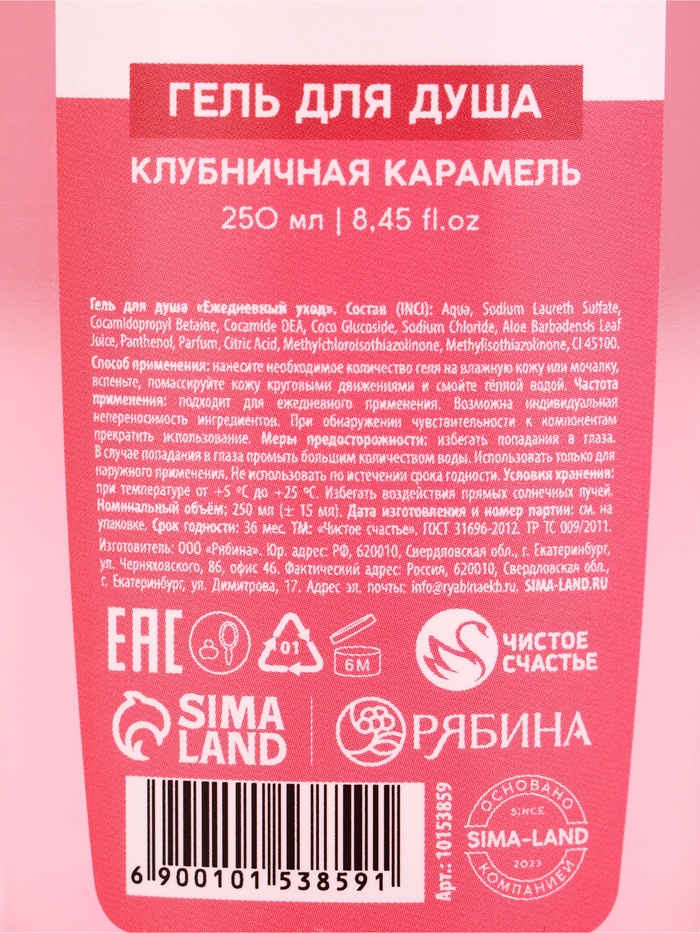 ГЕЛЬ ДЛЯ ДУША
КЛУБНИЧНАЯ КАРАМЕЛЬ
250 мл | 8,45 fl.oz
Гель для душа «Ежедневный уход». Состав (INCI): Aqua, Sodium Laureth Sulfate,
Cocamidopropyl Betaine, Cocamide DEA, Coco Glucoside, Sodium Chloride, Aloe Barbadensis Leaf
Juice, Panthenol, Parfum, Citric Acid, Methylchloroisothiazolinone, Methylisothiazolinone, CI 45100.
Способ применения: нанесите необходимое количество геля на влажную кожу или мочалку,
вспеньте, помассируйте кожу круговыми движениями и смойте тёплой водой. Частота
применения: подходит для ежедневного применения. Возможна индивидуальная
непереносимость ингредиентов. При обнаружении чувствительности к компонентам
прекратить использование. Меры предосторожности: избегать попадания в глаза.
В случае попадания в глаза промыть большим количеством воды. Использовать только для
наружного применения. Не использовать по истечении срока годности. Условия хранения:
при температуре от +5 °С до +25 °С. Избегать воздействия прямых солнечных лучей.
Номинальный объём: 250 мл (± 15 мл). Дата изготовления и номер партии: см. на
упаковке. Срок годности: 36 мес. ТМ: «Чистое счастье». ГОСТ 31696-2012. ТР ТС 009/2011.
Изготовитель: ООО «Рябина». Юр. адрес: РФ, 620010, Свердловская обл., г. Екатеринбург,
ул. Черняховского, 86, офис 46. Фактический адрес: Россия, 620010, Свердловская обл.,
г. Екатеринбург, ул. Димитрова, 17. Адрес эл. почты: info@ryabinaekb.ru. SIMA-LAND.RU
EAC
01
6M
ЧИСТОЕ
СЧАСТЬЕ
SIMA
LAND
РЯБИНА
6 900101 538591
Арт.: 10153859
ОСНОВАНО
SINCE
SIMA-LAND
2023
КОМПАНИЕЙ